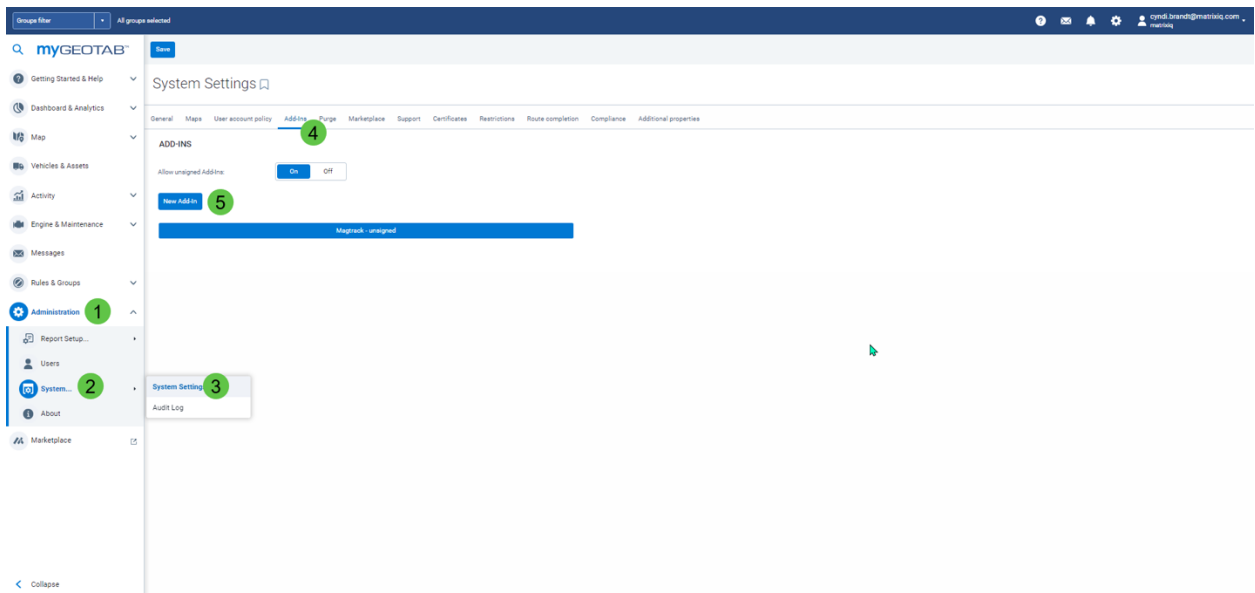 Groups filter
All groups selected
cyndi.brandt@matrixiq.com
matrixiq
myGEOTAB
Save
Getting Started & Help
System Settings
Dashboard & Analytics
General Maps User account policy Add-Ins Purge Marketplace Support Certificates Restrictions Route completion Compliance Additional properties
4
Map
ADD-INS
Vehicles & Assets
Allow unsigned Add-Ins: On Off
Activity
New Add-In 5
Engine & Maintenance
Magtrack - unsigned
Messages
Rules & Groups
Administration 1
Report Setup...
Users
System... 2
System Setting 3
About
Audit Log
Marketplace
Collapse